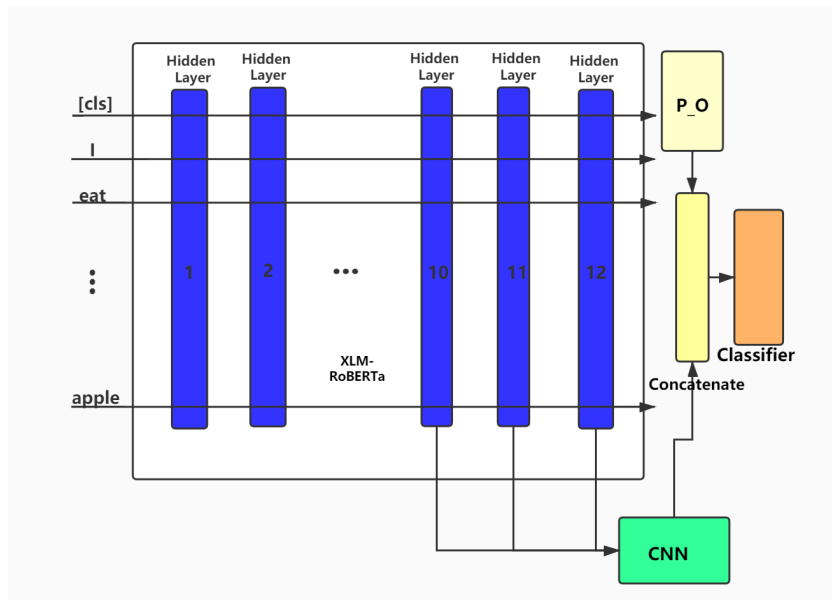 Hidden
Layer
Hidden
Layer
Hidden
Layer
Hidden
Layer
Hidden
Layer
[cls]
I
eat
apple
1
2
...
10
11
12
XLM-
RoBERTa
P_O
Classifier
Concatenate
CNN